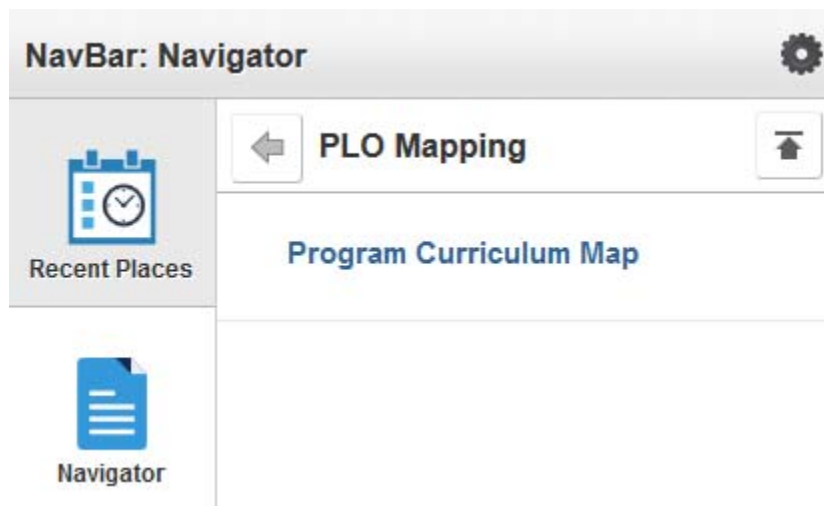 NavBar: Navigator
PLO Mapping
Recent Places
Program Curriculum Map
Navigator